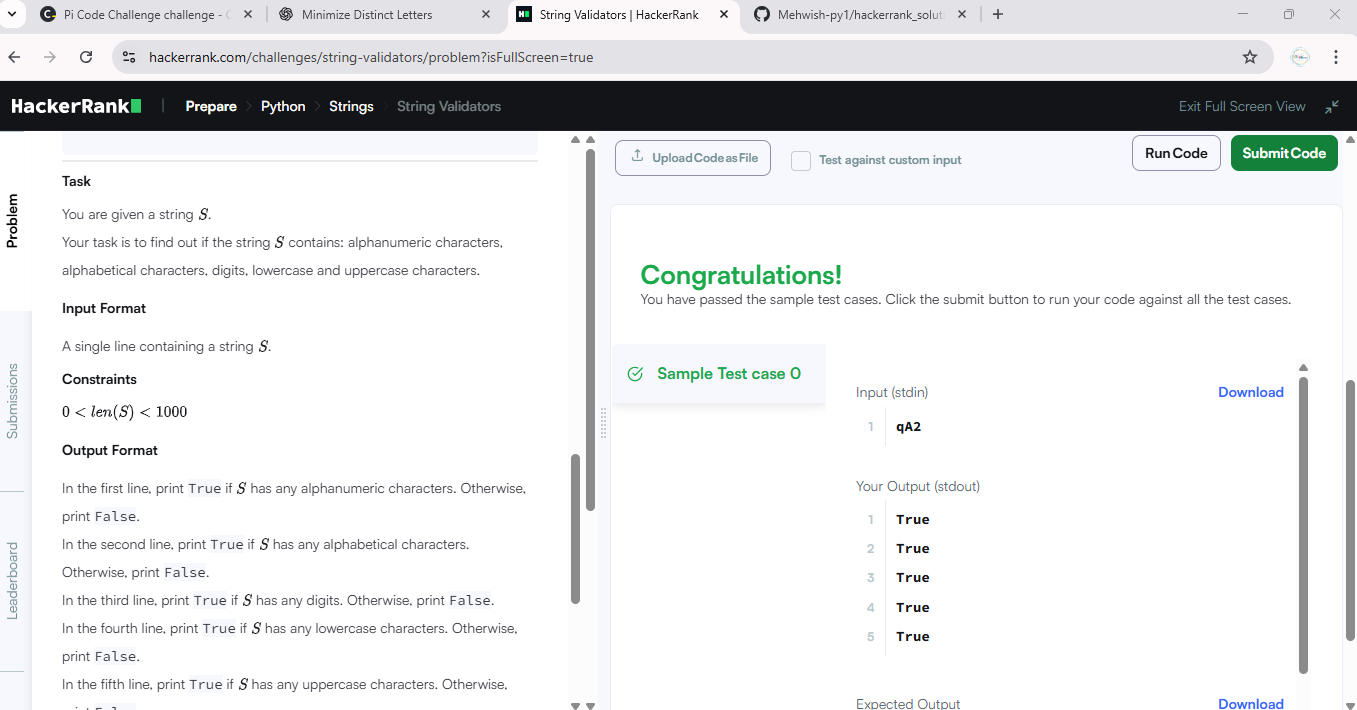 Pi Code Challenge challenge - C
Minimize Distinct Letters
String Validators | HackerRank
Mehwish-py1/hackerrank_soluti
hackerrank.com/challenges/string-validators/problem?isFullScreen=true
HackerRank
Prepare > Python > Strings > String Validators
Exit Full Screen View
Problem
Submissions
Leaderboard
Task
You are given a string S.
Your task is to find out if the string S contains: alphanumeric characters,
alphabetical characters, digits, lowercase and uppercase characters.
Input Format
A single line containing a string S.
Constraints
0 < len(S) < 1000
Output Format
In the first line, print True if S has any alphanumeric characters. Otherwise,
print False.
In the second line, print True if S has any alphabetical characters.
Otherwise, print False.
In the third line, print True if S has any digits. Otherwise, print False.
In the fourth line, print True if S has any lowercase characters. Otherwise,
print False.
In the fifth line, print True if S has any uppercase characters. Otherwise,
print False.
Upload Code as File
Test against custom input
Run Code
Submit Code
Congratulations!
You have passed the sample test cases. Click the submit button to run your code against all the test cases.
Sample Test case 0
Input (stdin)
Download
1 qA2
Your Output (stdout)
1 True
2 True
3 True
4 True
5 True
Expected Output
Download